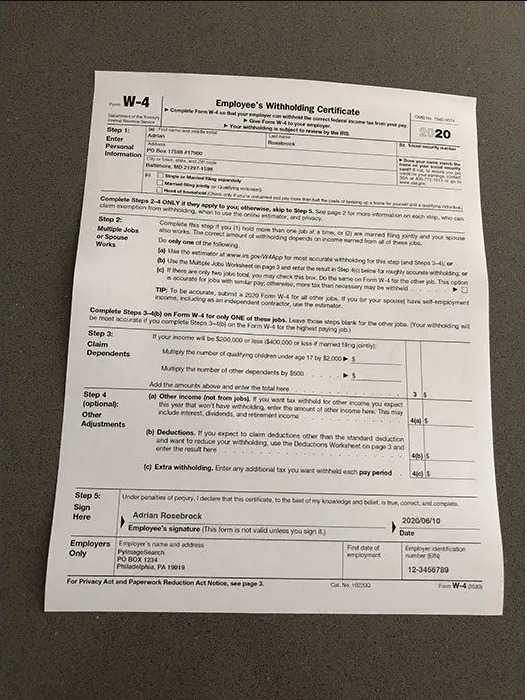 Form W-4
Department of the Treasury
Internal Revenue Service
Employee's Withholding Certificate
▶ Complete Form W-4 so that your employer can withhold the correct federal income tax from your pay.
▶ Give Form W-4 to your employer.
▶ Your withholding is subject to review by the IRS.
OMB No. 1545-0074
2020
Step 1:
Enter
Personal
Information
(a) First name and middle initial
Adrian
Last name
Rosebrock
(b) Social security number
Address
PO Box 17598 #17900
City or town, state, and ZIP code
Baltimore, MD 21297-1598
▶ Does your name match the
name on your social security
card? If not, to ensure you get
credit for your earnings, contact
SSA at 800-772-1213 or go to
www.ssa.gov.
(c) Single or Married filing separately
Married filing jointly (or Qualifying widow(er))
Head of household (Check only if you're unmarried and pay more than half the costs of keeping up a home for yourself and a qualifying individual.)
Complete Steps 2–4 ONLY if they apply to you; otherwise, skip to Step 5. See page 2 for more information on each step, who can
claim exemption from withholding, when to use the online estimator, and privacy.
Step 2:
Multiple Jobs
or Spouse
Works
Complete this step if you (1) hold more than one job at a time, or (2) are married filing jointly and your spouse
also works. The correct amount of withholding depends on income earned from all of these jobs.
Do only one of the following.
(a) Use the estimator at www.irs.gov/W4App for most accurate withholding for this step (and Steps 3–4); or
(b) Use the Multiple Jobs Worksheet on page 3 and enter the result in Step 4(c) below for roughly accurate withholding; or
(c) If there are only two jobs total, you may check this box. Do the same on Form W-4 for the other job. This option
is accurate for jobs with similar pay; otherwise, more tax than necessary may be withheld . . . . . ▶
TIP: To be accurate, submit a 2020 Form W-4 for all other jobs. If you (or your spouse) have self-employment
income, including as an independent contractor, use the estimator.
Complete Steps 3–4(b) on Form W-4 for only ONE of these jobs. Leave those steps blank for the other jobs. (Your withholding will
be most accurate if you complete Steps 3–4(b) on the Form W-4 for the highest paying job.)
Step 3:
Claim
Dependents
If your income will be $200,000 or less ($400,000 or less if married filing jointly):
Multiply the number of qualifying children under age 17 by $2,000 ▶ $
Multiply the number of other dependents by $500 . . . . ▶ $
Add the amounts above and enter the total here . . . . . 3 $
Step 4
(optional):
Other
Adjustments
(a) Other income (not from jobs). If you want tax withheld for other income you expect
this year that won't have withholding, enter the amount of other income here. This may
include interest, dividends, and retirement income . . . . . 4(a) $
(b) Deductions. If you expect to claim deductions other than the standard deduction
and want to reduce your withholding, use the Deductions Worksheet on page 3 and
enter the result here . . . . . 4(b) $
(c) Extra withholding. Enter any additional tax you want withheld each pay period . 4(c) $
Step 5:
Sign
Here
Under penalties of perjury, I declare that this certificate, to the best of my knowledge and belief, is true, correct, and complete.
Adrian Rosebrock
2020/06/10
Employee's signature (This form is not valid unless you sign it.)
Date
Employers
Only
Employer's name and address
PyImageSearch
PO BOX 1234
Philadelphia, PA 19019
First date of
employment
Employer identification
number (EIN)
12-3456789
For Privacy Act and Paperwork Reduction Act Notice, see page 3.
Cat. No. 10220Q
Form W-4 (2020)